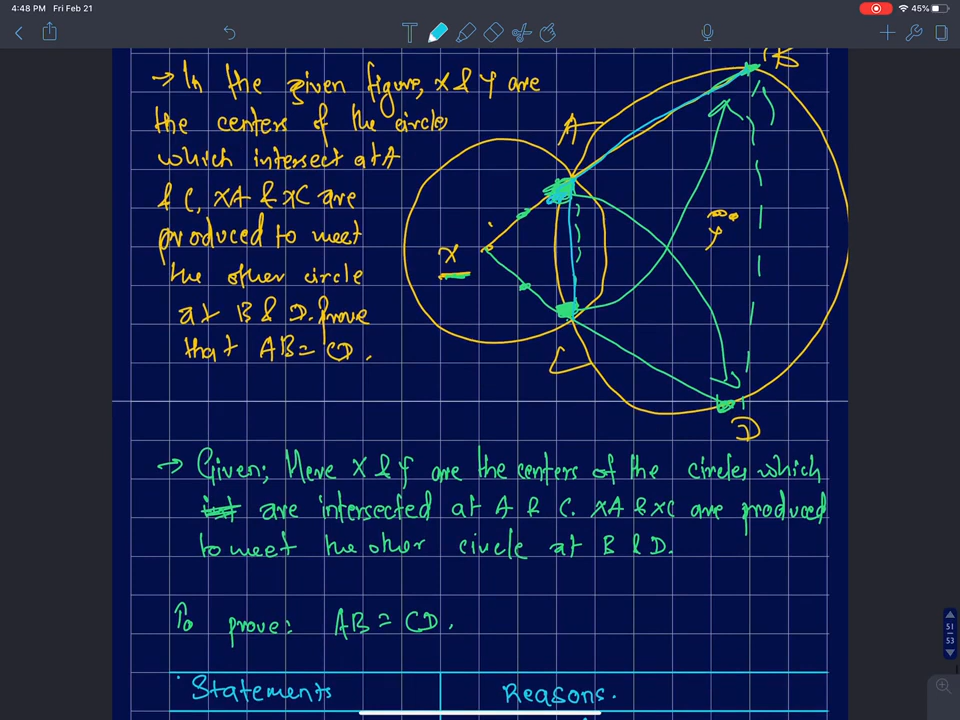 4:48 PM Fri Feb 21
45%
→ In the given figure, X & Y are
the centers of the circles
which intersect at A
& C, XA & XC are
produced to meet
the other circle
at B & D. Prove
that AB = CD.
B
A
X
Y
C
D
→ Given; Here X & Y are the centers of the circles which
are intersected at A & C. XA & XC are produced
to meet the other circle at B & D.
To prove: AB = CD.
51
53
Statements
Reasons.